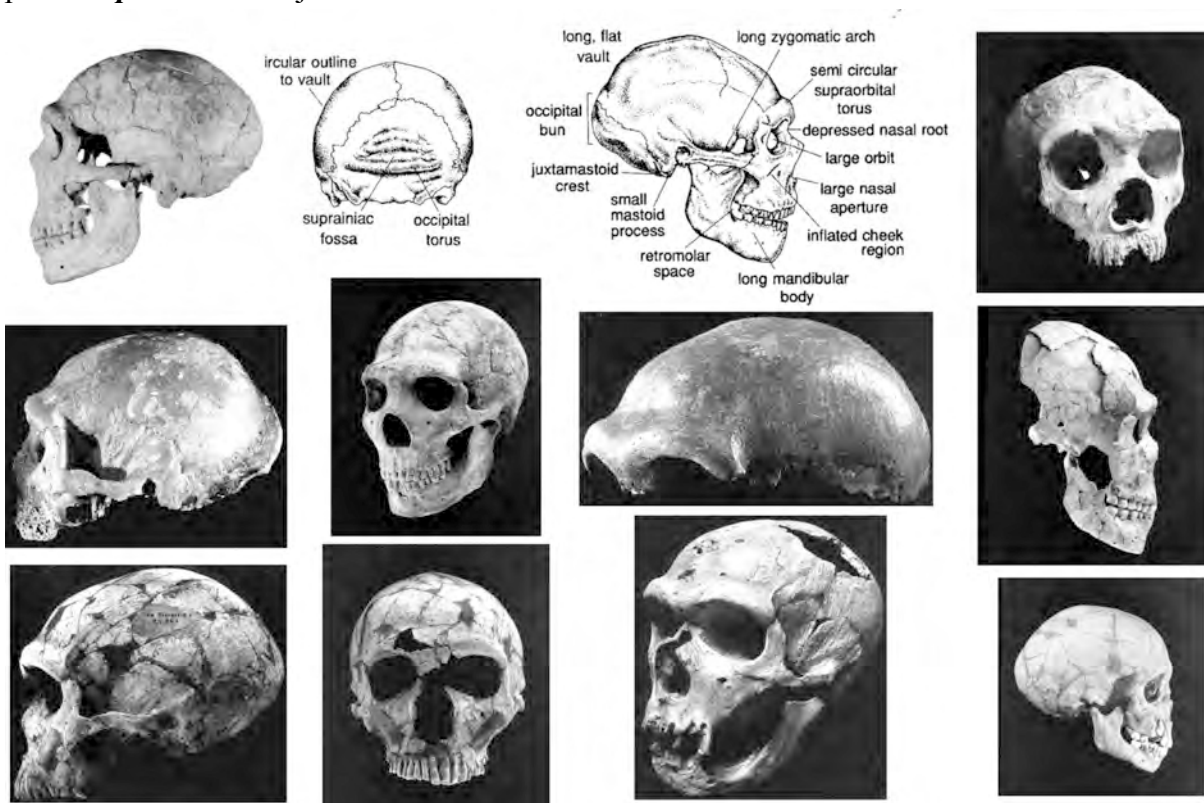 ircular outline
to vault
suprainiac
fossa
occipital
torus
long, flat
vault
long zygomatic arch
semi circular
supraorbital
torus
occipital
bun
depressed nasal root
large orbit
juxtamastoid
crest
large nasal
aperture
small
mastoid
process
inflated cheek
region
retromolar
space
long mandibular
body